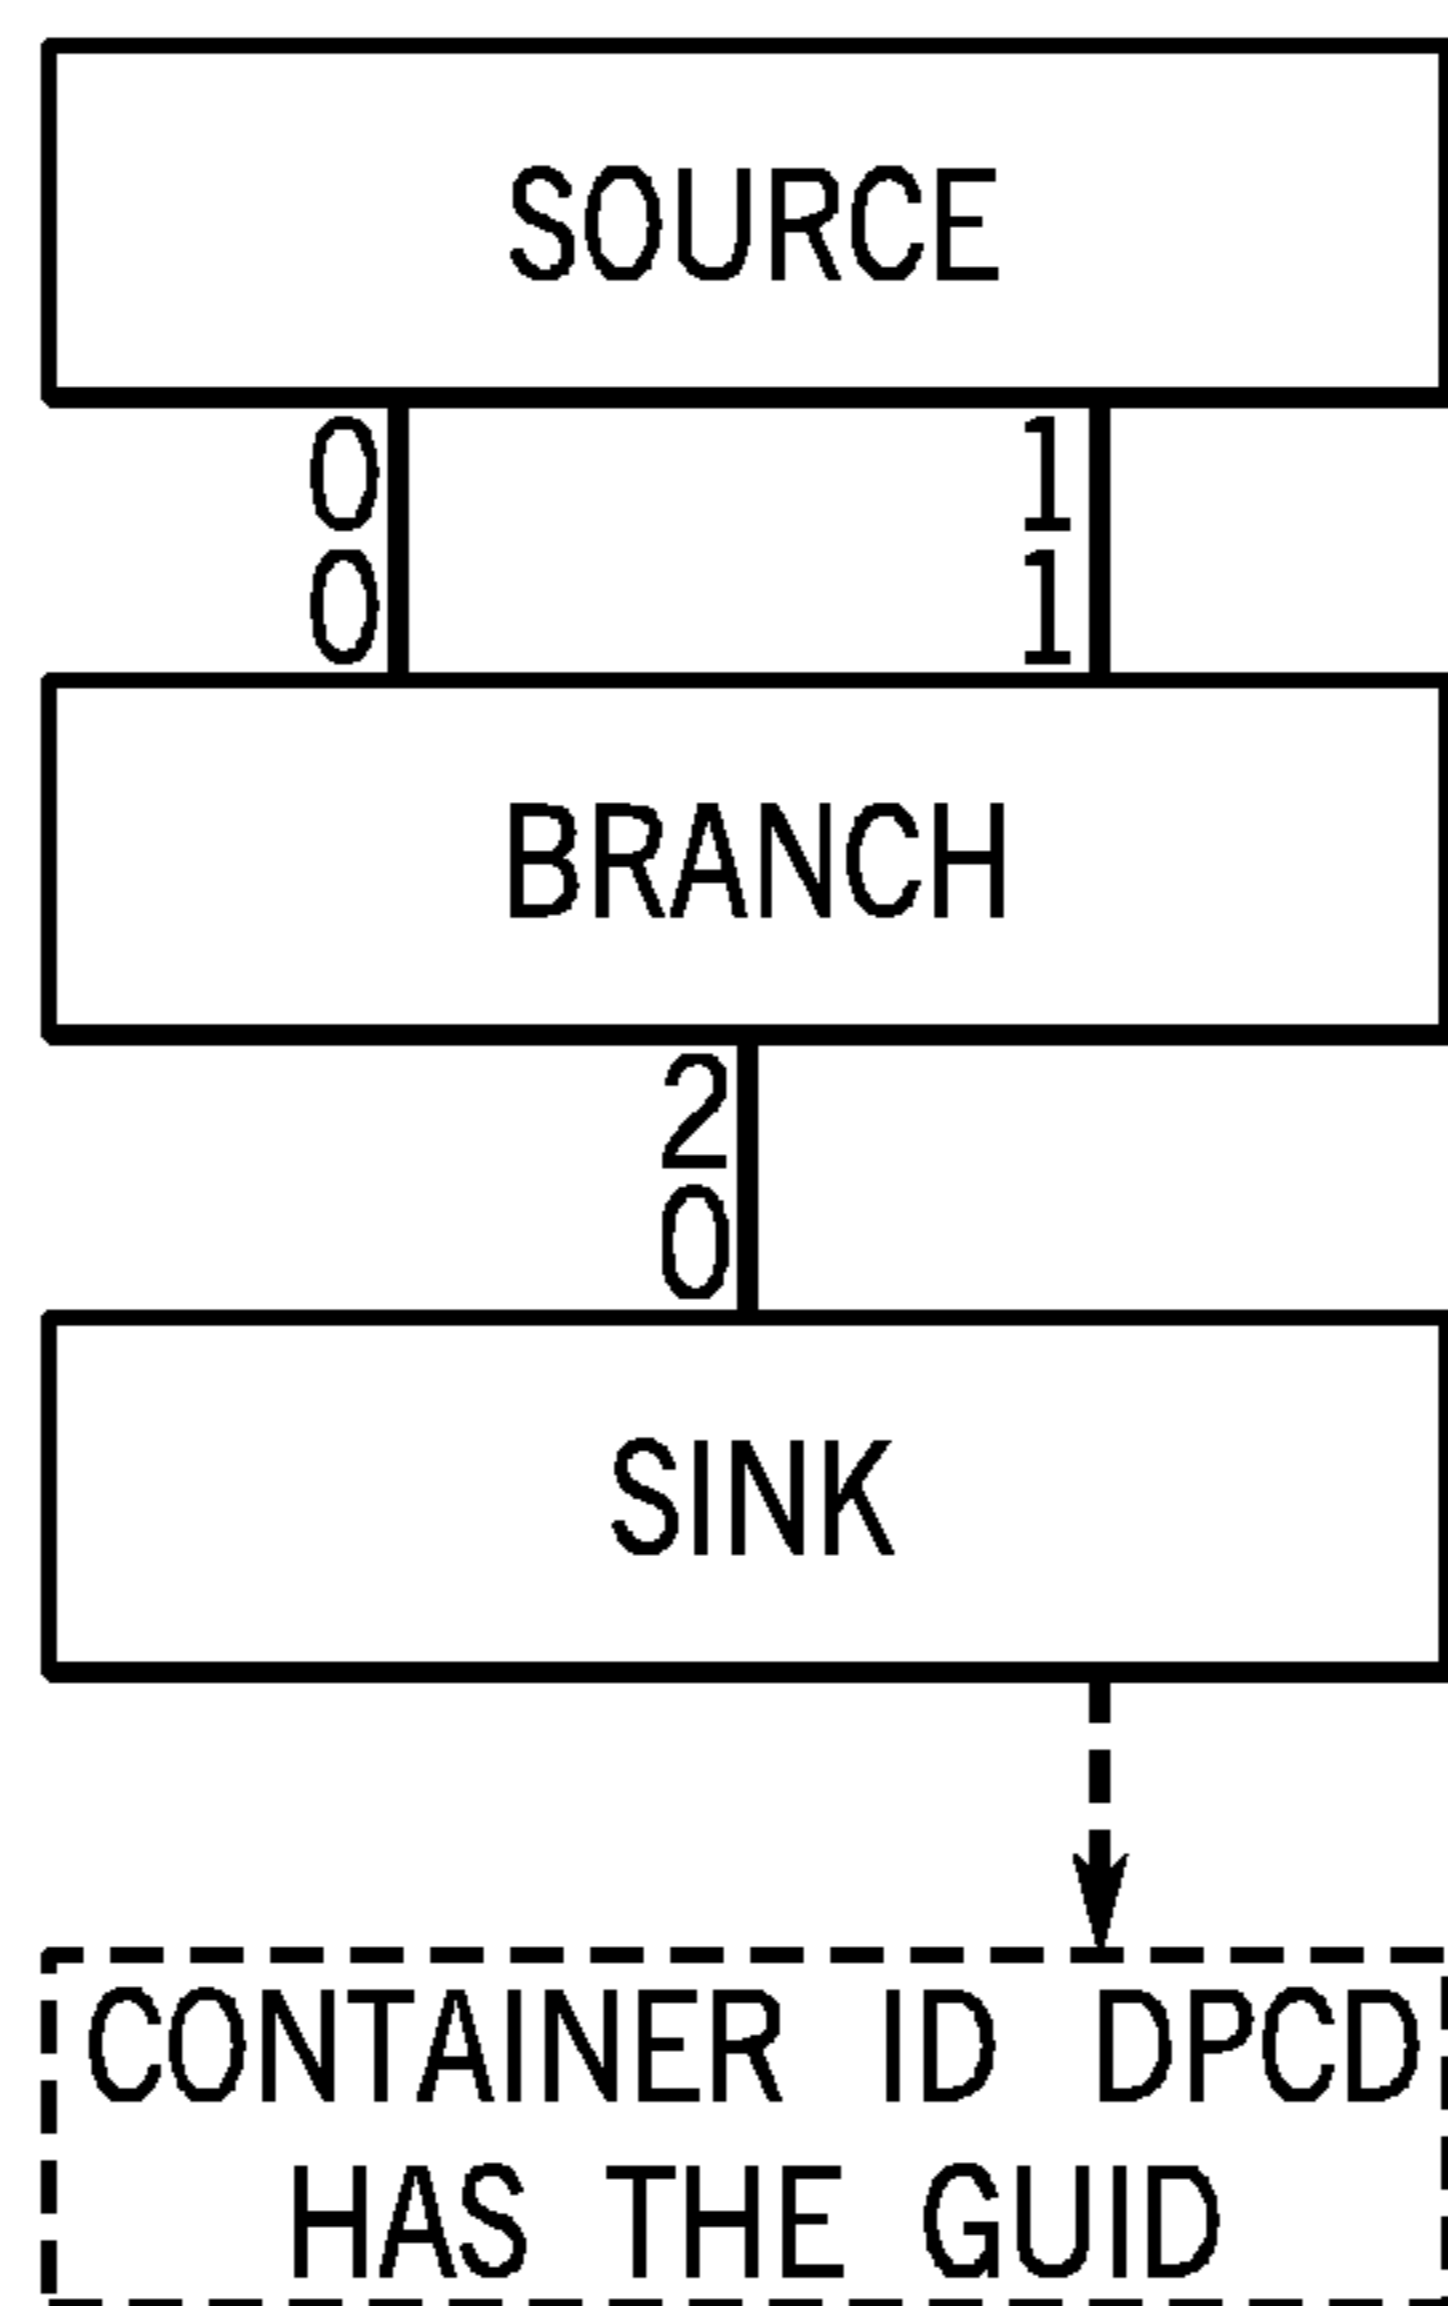 SOURCE
0 1
0 1
BRANCH
2
0
SINK
CONTAINER ID DPCD
HAS THE GUID